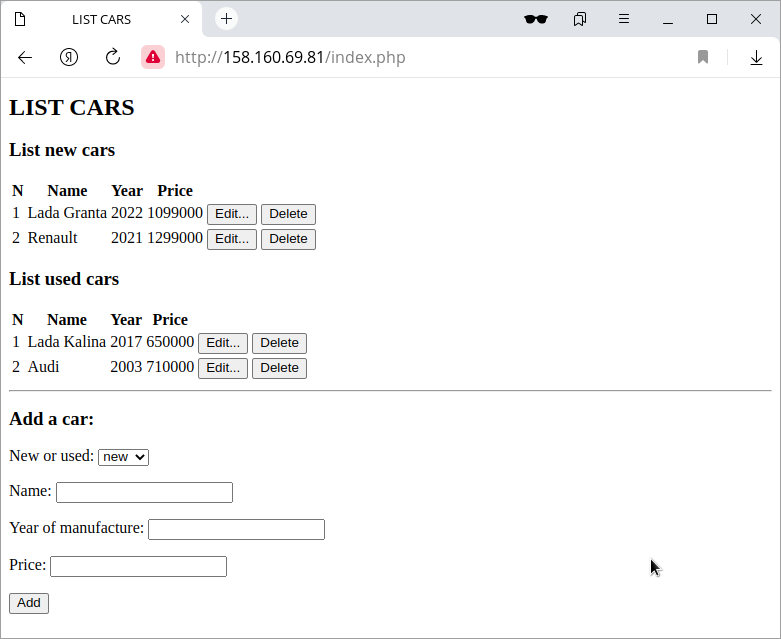 LIST CARS
http://158.160.69.81/index.php
LIST CARS
List new cars
N Name Year Price
1 Lada Granta 2022 1099000 Edit... Delete
2 Renault 2021 1299000 Edit... Delete
List used cars
N Name Year Price
1 Lada Kalina 2017 650000 Edit... Delete
2 Audi 2003 710000 Edit... Delete
Add a car:
New or used: new
Name:
Year of manufacture:
Price:
Add